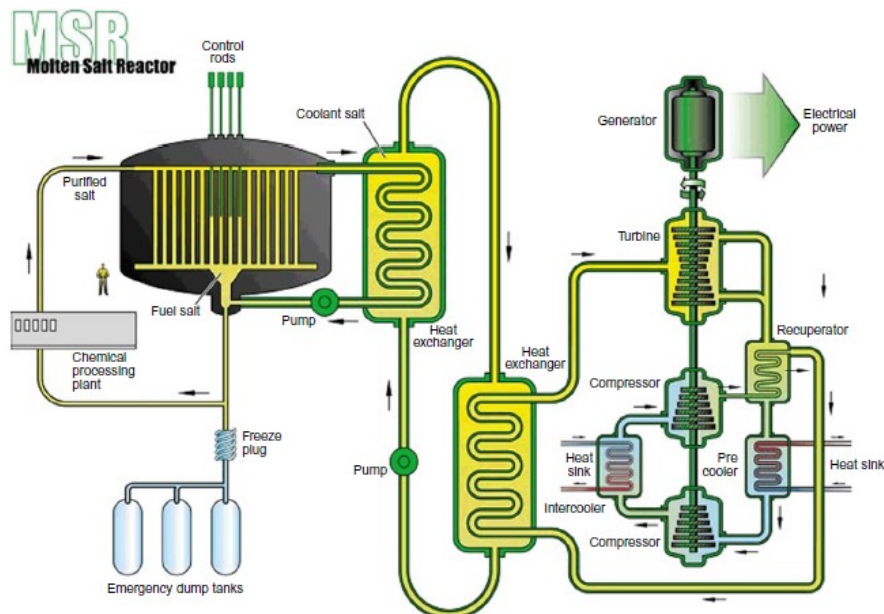 MSR
Molten Salt Reactor
Control
rods
Coolant salt
Generator
Electrical
power
Purified
salt
Turbine
Fuel salt
Pump
Heat
exchanger
Recuperator
Chemical
processing
plant
Heat
exchanger
Compressor
Freeze
plug
Pump
Heat
sink
Pre
cooler
Heat sink
Intercooler
Compressor
Emergency dump tanks